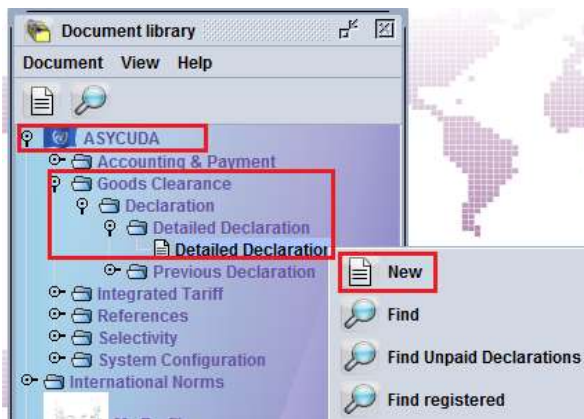 Document library
Document View Help
ASYCUDA
Accounting & Payment
Goods Clearance
Declaration
Detailed Declaration
Detailed Declaration
Previous Declaration
Integrated Tariff
References
Selectivity
System Configuration
International Norms
New
Find
Find Unpaid Declarations
Find registered